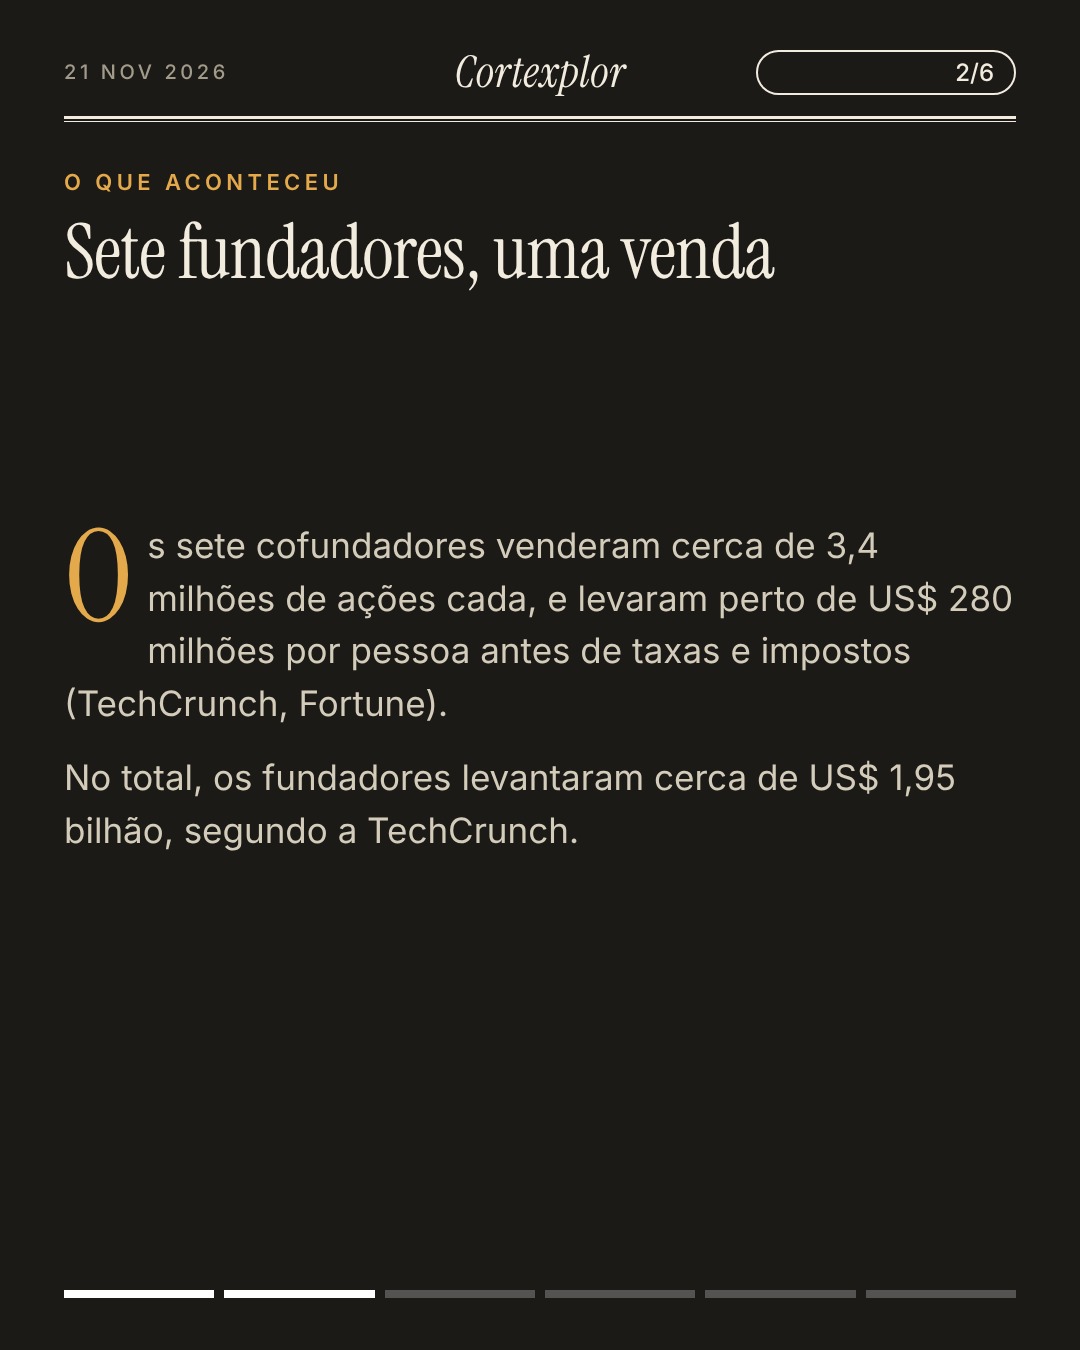 21 NOV 2026
Cortexplor
2/6
O QUE ACONTECEU
Sete fundadores, uma venda
Os sete cofundadores venderam cerca de 3,4
milhões de ações cada, e levaram perto de US$ 280
milhões por pessoa antes de taxas e impostos
(TechCrunch, Fortune).
No total, os fundadores levantaram cerca de US$ 1,95
bilhão, segundo a TechCrunch.